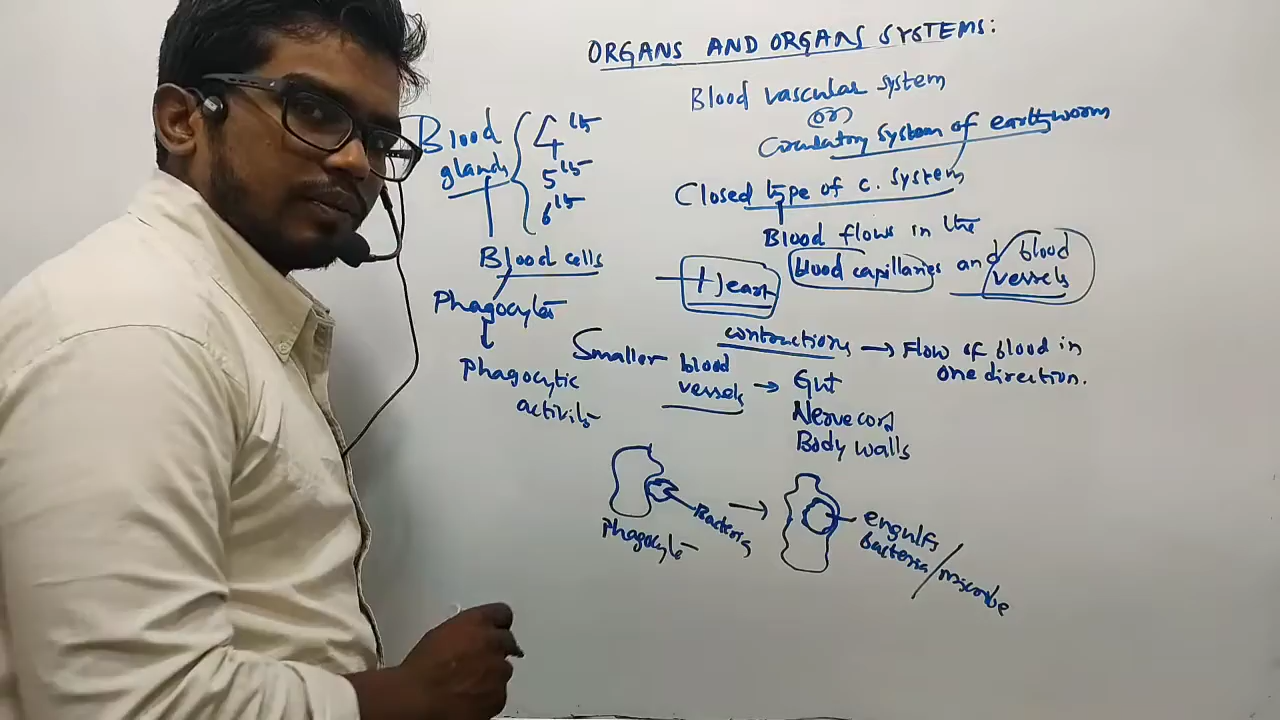 ORGANS AND ORGANS SYSTEMS:
Blood vascular system
(or)
Circulatory system of earthworm
Closed type of c. system
Blood flows in the
blood capillaries and blood vessels
Heart
contractions → Flow of blood in
one direction.
Smaller blood
vessels → Gut
Nerve cord
Body walls
Blood
glands
4th
5th
6th
Blood cells
Phagocytes
Phagocytic
activity
Bacteria
Phagocyte
engulfs
bacteria/microbe